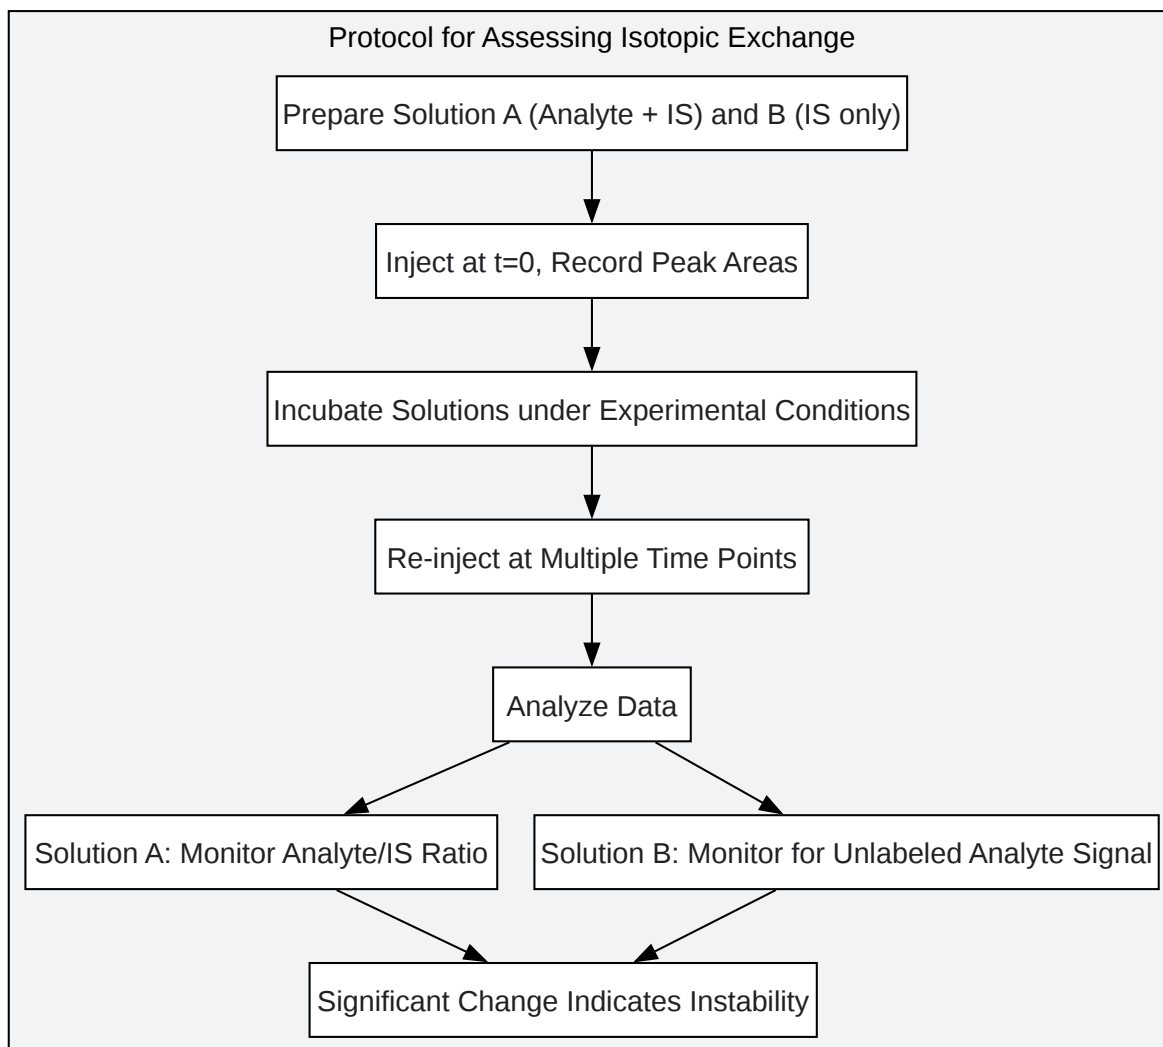 Protocol for Assessing Isotopic Exchange
Prepare Solution A (Analyte + IS) and B (IS only)
Inject at t=0, Record Peak Areas
Incubate Solutions under Experimental Conditions
Re-inject at Multiple Time Points
Analyze Data
Solution A: Monitor Analyte/IS Ratio
Solution B: Monitor for Unlabeled Analyte Signal
Significant Change Indicates Instability